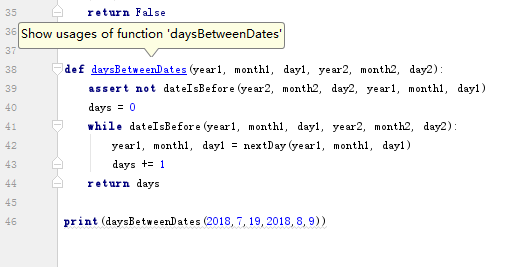 35 return False
36
Show usages of function 'daysBetweenDates'
37
38 def daysBetweenDates(year1, month1, day1, year2, month2, day2):
39 assert not dateIsBefore(year2, month2, day2, year1, month1, day1)
40 days = 0
41 while dateIsBefore(year1, month1, day1, year2, month2, day2):
42 year1, month1, day1 = nextDay(year1, month1, day1)
43 days += 1
44 return days
45
46 print(daysBetweenDates(2018,7,19,2018,8,9))